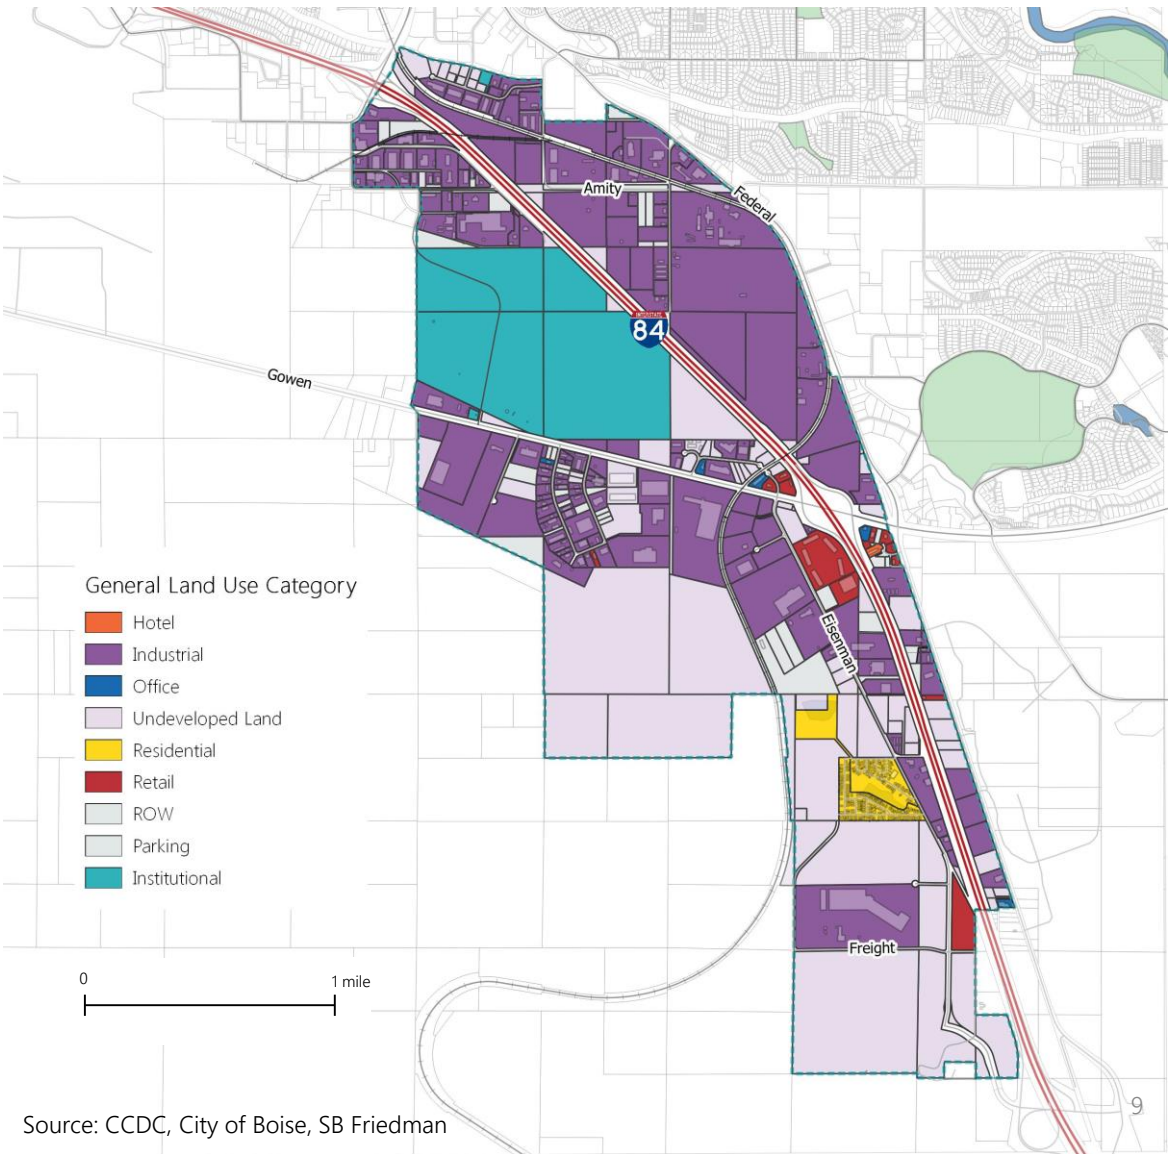 Amity
Federal
84
Gowen
General Land Use Category
Hotel
Industrial
Office
Undeveloped Land
Residential
Retail
ROW
Parking
Institutional
Eisenman
Freight
0
1 mile
Source: CCDC, City of Boise, SB Friedman
9